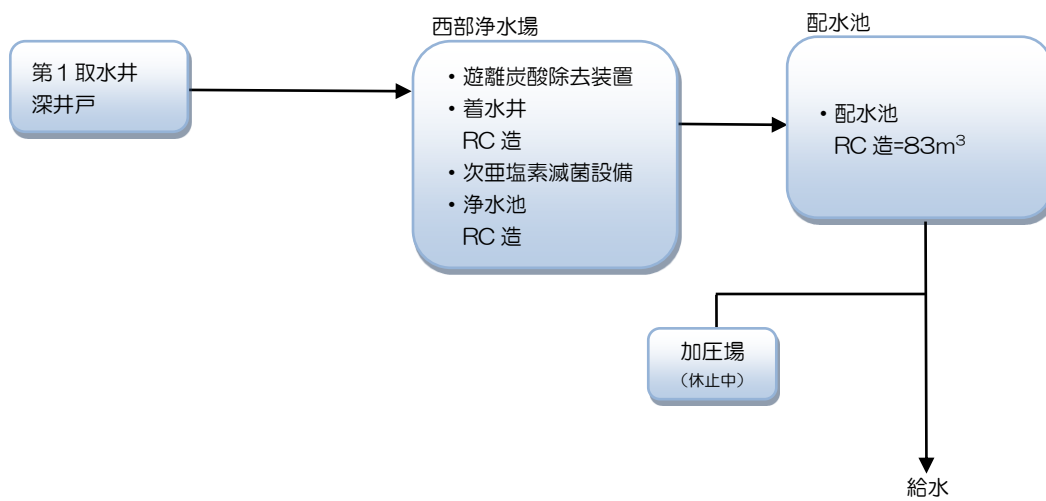 第1取水井
深井戸
西部浄水場
・遊離炭酸除去装置
・着水井
RC 造
・次亜塩素滅菌設備
・浄水池
RC 造
配水池
・配水池
RC 造=83m³
加圧場
（休止中）
給水